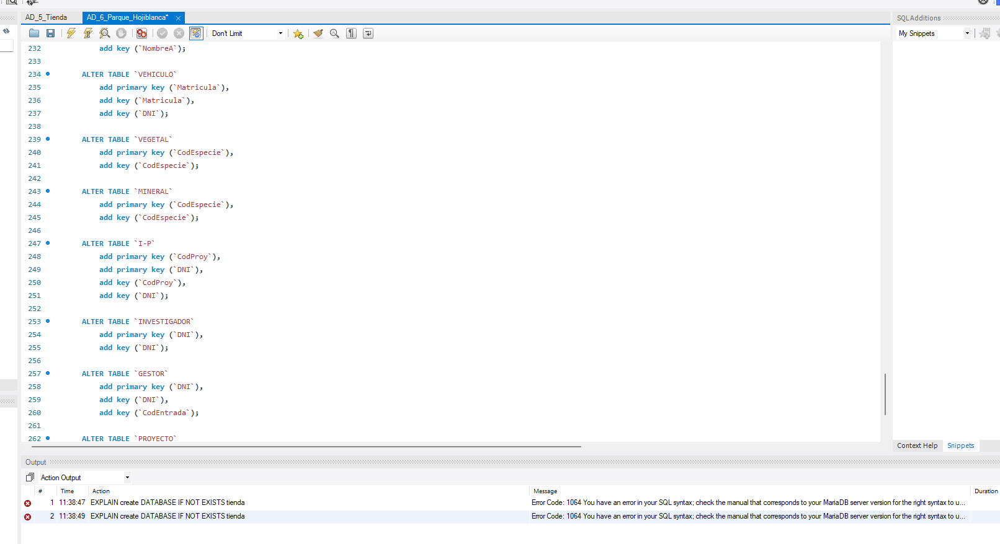 AD_5_Tienda AD_6_Parque_Hojiblanca*
SQLAdditions
Don't Limit
My Snippets
232 add key (`NombreA`);
233
234 ALTER TABLE `VEHICULO`
235 add primary key (`Matricula`),
236 add key (`Matricula`),
237 add key (`DNI`);
238
239 ALTER TABLE `VEGETAL`
240 add primary key (`CodEspecie`),
241 add key (`CodEspecie`);
242
243 ALTER TABLE `MINERAL`
244 add primary key (`CodEspecie`),
245 add key (`CodEspecie`);
246
247 ALTER TABLE `I-P`
248 add primary key (`CodProy`),
249 add primary key (`DNI`),
250 add key (`CodProy`),
251 add key (`DNI`);
252
253 ALTER TABLE `INVESTIGADOR`
254 add primary key (`DNI`),
255 add key (`DNI`);
256
257 ALTER TABLE `GESTOR`
258 add primary key (`DNI`),
259 add key (`DNI`),
260 add key (`CodEntrada`);
261
262 ALTER TABLE `PROYECTO`
Context Help Snippets
Output
Action Output
# Time Action Message Duration
1 11:38:47 EXPLAIN create DATABASE IF NOT EXISTS tienda Error Code: 1064 You have an error in your SQL syntax; check the manual that corresponds to your MariaDB server version for the right syntax to u...
2 11:38:49 EXPLAIN create DATABASE IF NOT EXISTS tienda Error Code: 1064 You have an error in your SQL syntax; check the manual that corresponds to your MariaDB server version for the right syntax to u...